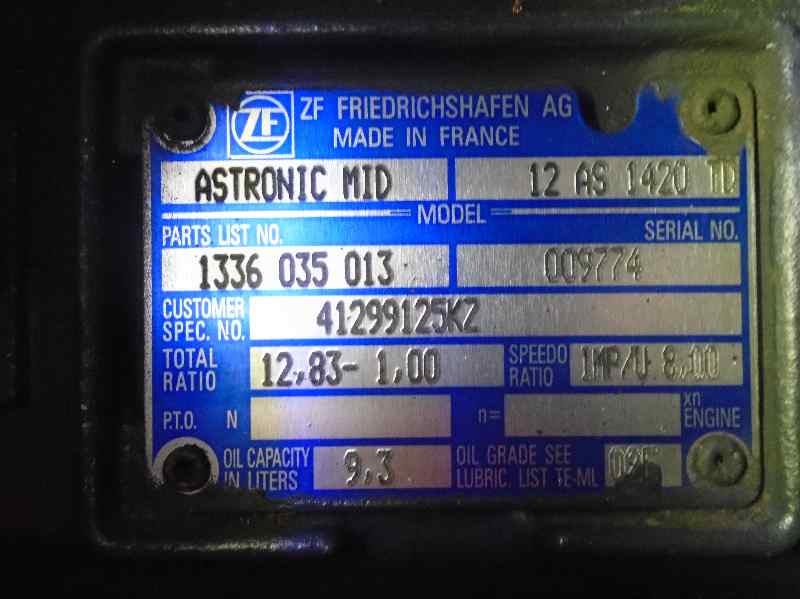 ZF ZF FRIEDRICHSHAFEN AG
MADE IN FRANCE
ASTRONIC MID 12 AS 1420 TD
MODEL
PARTS LIST NO. SERIAL NO.
1336 035 013 009774
CUSTOMER SPEC. NO. 41299125KZ
TOTAL RATIO 12,83- 1,00 SPEEDO RATIO IMP/U 8,00
P.T.O. N n= xn ENGINE
OIL CAPACITY IN LITERS 9,3 OIL GRADE SEE LUBRIC. LIST TE-ML